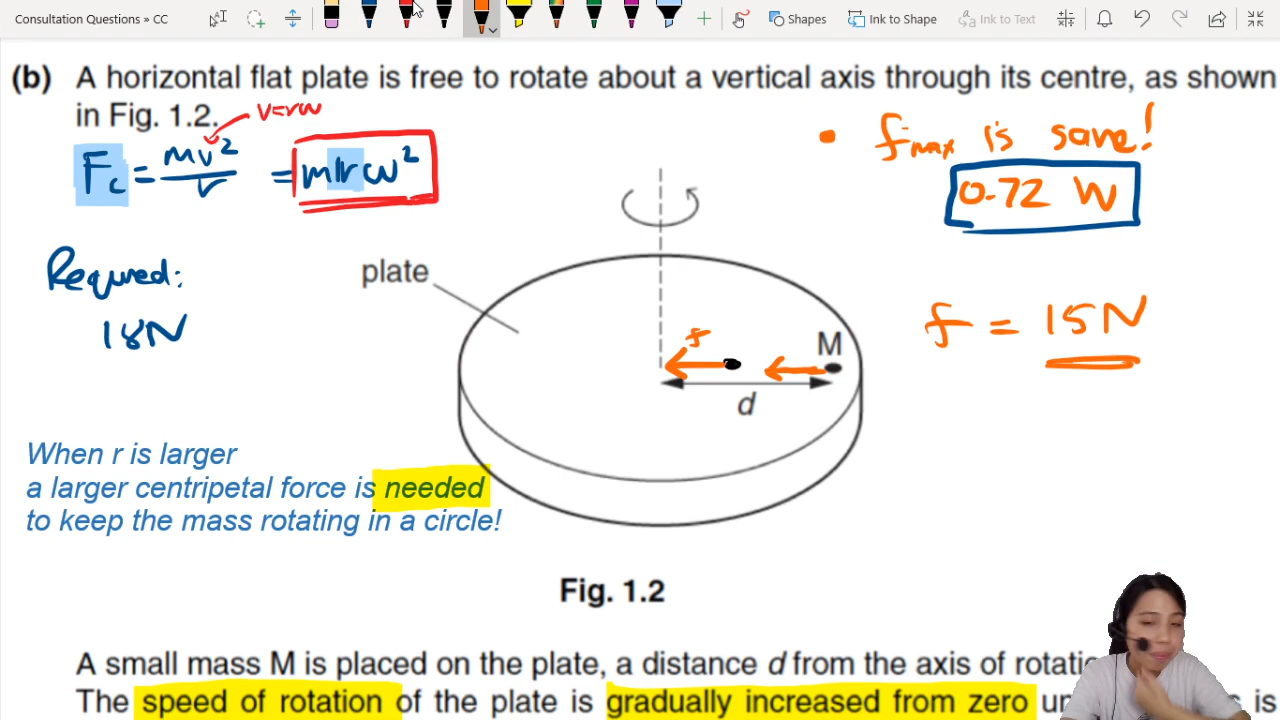 Consultation Questions » CC
Shapes
Ink to Shape
Ink to Text
(b) A horizontal flat plate is free to rotate about a vertical axis through its centre, as shown
in Fig. 1.2.
v=rω
Fc = mv²/r = mrω²
• fmax is same!
0.72 W
Required:
18N
plate
f
M
d
f = 15N
When r is larger
a larger centripetal force is needed
to keep the mass rotating in a circle!
Fig. 1.2
A small mass M is placed on the plate, a distance d from the axis of
The speed of rotation of the plate is gradually increased from zero is